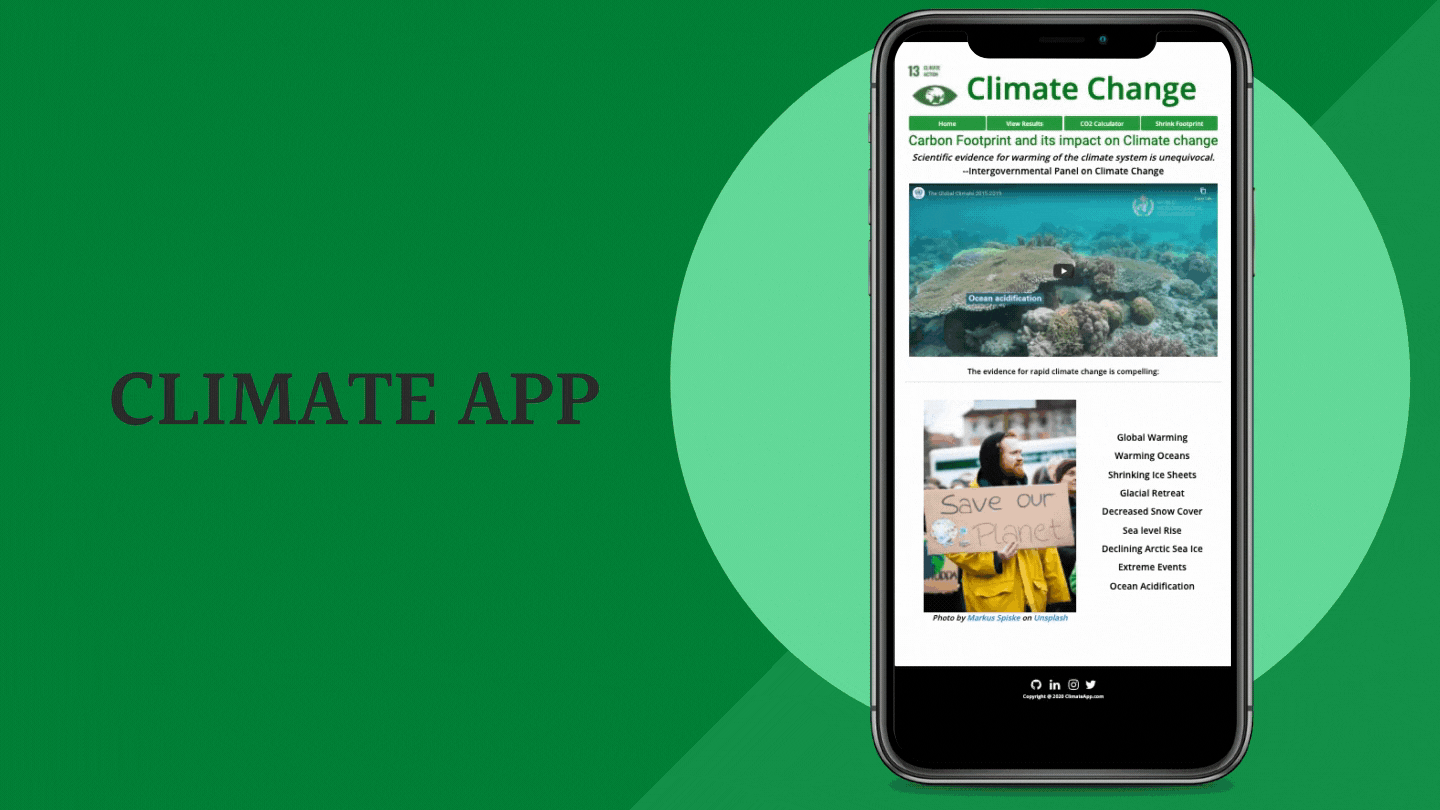 CLIMATE APP
13 CLIMATE
ACTION
Climate Change
Home View Results CO2 Calculator Shrink Footprint
Carbon Footprint and its impact on Climate change
Scientific evidence for warming of the climate system is unequivocal.
--Intergovernmental Panel on Climate Change
The Global Climate 2015-2019
Ocean acidification
The evidence for rapid climate change is compelling:
Save our
Planet
Global Warming
Warming Oceans
Shrinking Ice Sheets
Glacial Retreat
Decreased Snow Cover
Sea level Rise
Declining Arctic Sea Ice
Extreme Events
Ocean Acidification
Photo by Markus Spiske on Unsplash
Copyright @ 2020 ClimateApp.com